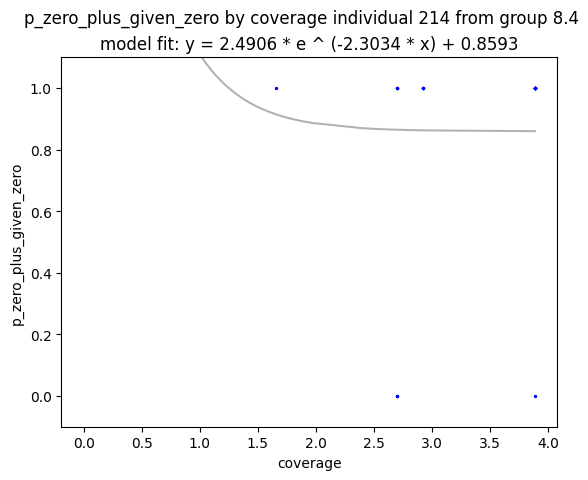 p_zero_plus_given_zero by coverage individual 214 from group 8.4
model fit: y = 2.4906 * e ^ (-2.3034 * x) + 0.8593
1.0
0.8
0.6
0.4
0.2
0.0
p_zero_plus_given_zero
0.0 0.5 1.0 1.5 2.0 2.5 3.0 3.5 4.0
coverage